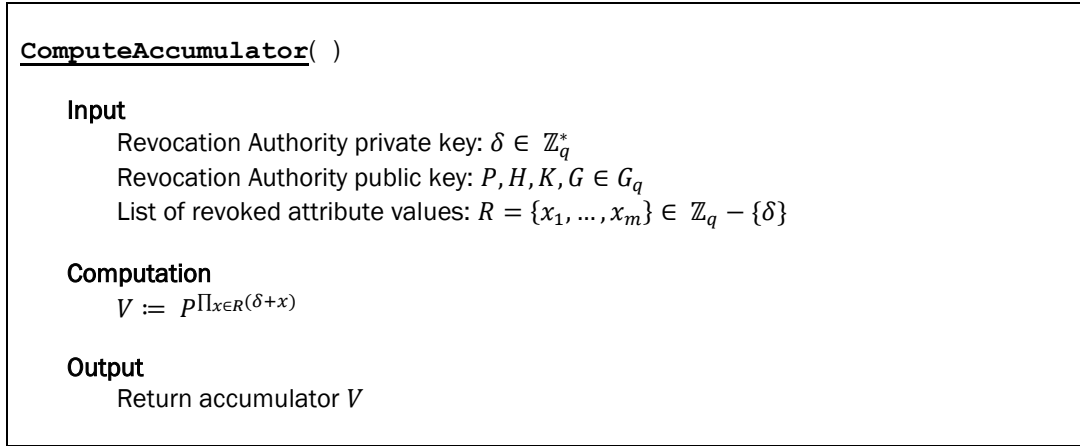 ComputeAccumulator( )
Input
Revocation Authority private key: 𝛿 ∈ ℤ𝑞∗
Revocation Authority public key: 𝑃, 𝐻, 𝐾, 𝐺 ∈ 𝐺𝑞
List of revoked attribute values: 𝑅 = {𝑥1, … , 𝑥𝑚} ∈ ℤ𝑞 − {𝛿}
Computation
𝑉 ≔ 𝑃^∏𝑥∈𝑅(𝛿+𝑥)
Output
Return accumulator 𝑉